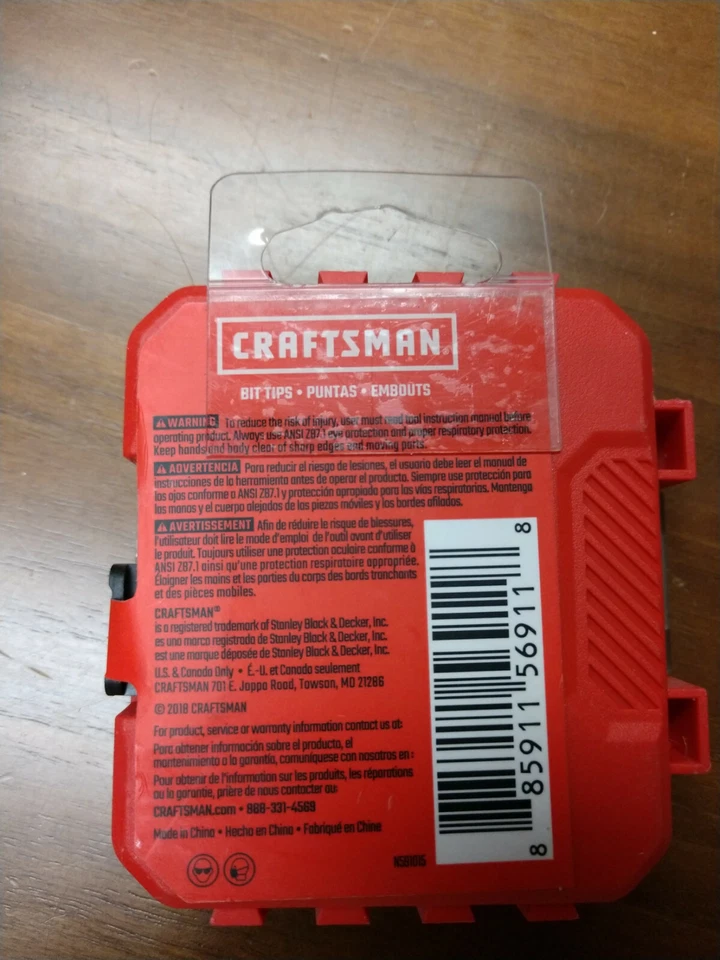 CRAFTSMAN
BIT TIPS • PUNTAS • EMBOUTS
WARNING To reduce the risk of injury, user must read tool instruction manual before
operating product. Always use ANSI Z87.1 eye protection and proper respiratory protection.
Keep hands and body clear of sharp edges and moving parts.
ADVERTENCIA Para reducir el riesgo de lesiones, el usuario debe leer el manual de
instrucciones de la herramienta antes de operar el producto. Siempre use protección para
los ojos conforme a ANSI Z87.1 y protección apropiada para las vías respiratorias. Mantenga
las manos y el cuerpo alejados de las piezas móviles y los bordes afilados.
AVERTISSEMENT Afin de réduire le risque de blessures,
l'utilisateur doit lire le mode d'emploi de l'outil avant d'utiliser
le produit. Toujours utiliser une protection oculaire conforme à
ANSI Z87.1 ainsi qu'une protection respiratoire appropriée.
Éloigner les mains et les parties du corps des bords tranchants
et des pièces mobiles.
CRAFTSMAN®
is a registered trademark of Stanley Black & Decker, Inc.
es una marca registrada de Stanley Black & Decker, Inc.
est une marque déposée de Stanley Black & Decker, Inc.
U.S. & Canada Only • É.-U. et Canada seulement
CRAFTSMAN 701 E. Joppa Road, Towson, MD 21286
© 2018 CRAFTSMAN
For product, service or warranty information contact us at:
Para obtener información sobre el producto, el
mantenimiento o la garantía, comuníquese con nosotros en :
Pour obtenir de l'information sur les produits, les réparations
ou la garantie, prière de nous contacter au:
CRAFTSMAN.com • 888-331-4569
Made in China • Hecho en China • Fabriqué en Chine
N591015
8 85911 56911 8